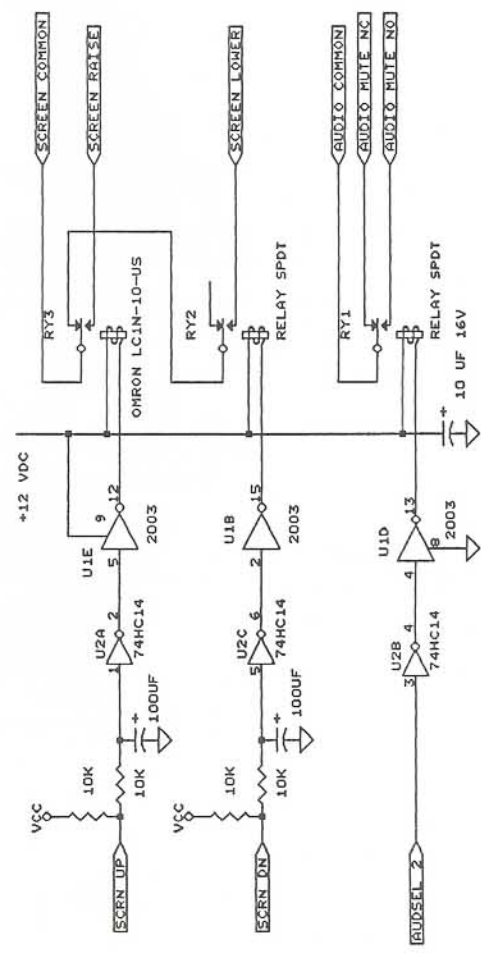 SCREEN COMMON
SCREEN RAISE
SCREEN LOWER
AUDIO COMMON
AUDIO MUTE NC
AUDIO MUTE NO
RY3
OMRON LC1N-10-US
RY2
RELAY SPDT
RY1
RELAY SPDT
10 UF 16V
+
+12 VDC
9
12
5
U1E
2003
15
2
U1B
2003
13
4
8
U1D
2003
2
1
U2A
74HC14
6
5
U2C
74HC14
4
3
U2B
74HC14
+
100UF
+
100UF
10K
10K
VCC
10K
10K
VCC
SCRN UP
SCRN DN
AUDSEL 2